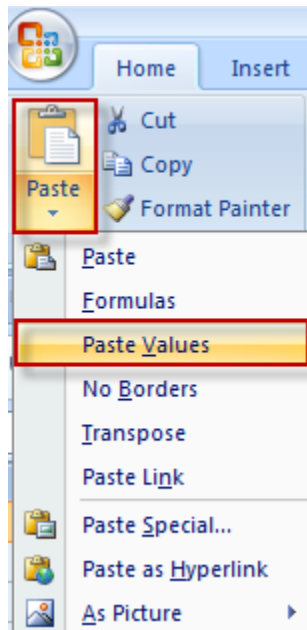 Home Insert
Cut
Copy
Paste
Format Painter
Paste
Formulas
Paste Values
No Borders
Transpose
Paste Link
Paste Special...
Paste as Hyperlink
As Picture